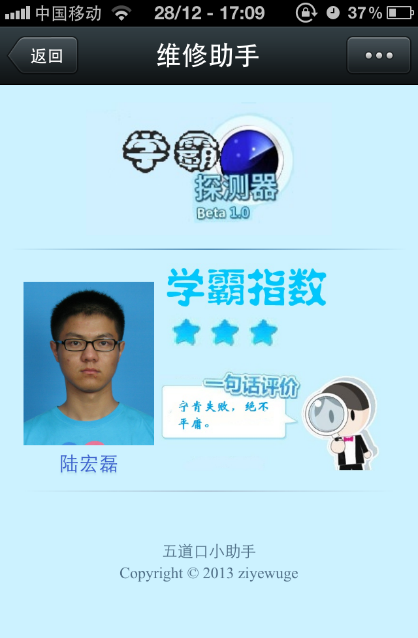 中国移动 28/12 - 17:09 37%
返回 维修助手
学霸
探测器
Beta 1.0
学霸指数
一句话评价
宁肯失败，绝不
平庸。
陆宏磊
五道口小助手
Copyright © 2013 ziyewuge